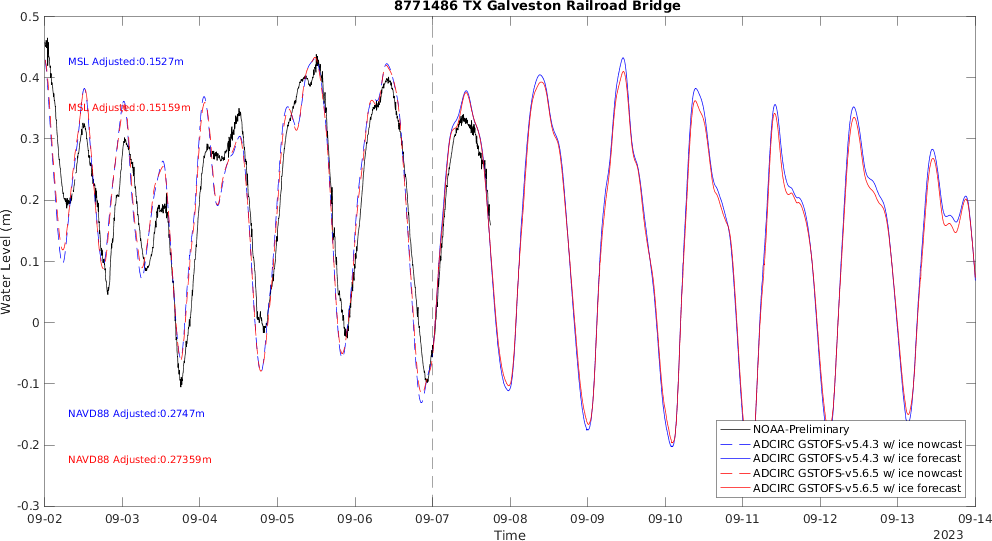 8771486 TX Galveston Railroad Bridge
Water Level (m)
0.5
0.4
0.3
0.2
0.1
0
-0.1
-0.2
-0.3
MSL Adjusted:0.1527m
MSL Adjusted:0.15159m
NAVD88 Adjusted:0.2747m
NAVD88 Adjusted:0.27359m
NOAA-Preliminary
ADCIRC GSTOFS-v5.4.3 w/ ice nowcast
ADCIRC GSTOFS-v5.4.3 w/ ice forecast
ADCIRC GSTOFS-v5.6.5 w/ ice nowcast
ADCIRC GSTOFS-v5.6.5 w/ ice forecast
09-02 09-03 09-04 09-05 09-06 09-07 09-08 09-09 09-10 09-11 09-12 09-13 09-14
Time
2023